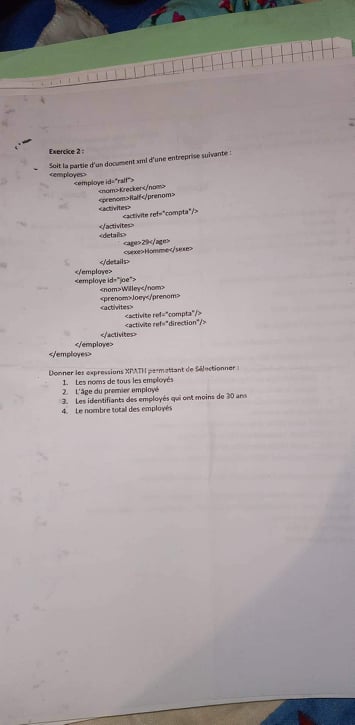 Exercice 2 :
Soit la partie d'un document xml d'une entreprise suivante :
<employes>
<employe id="ralf">
<nom>Krecker</nom>
<prenom>Ralf</prenom>
<activites>
<activite ref="compta"/>
</activites>
<details>
<age>29</age>
<sexe>Homme</sexe>
</details>
</employe>
<employe id="joe">
<nom>Willey</nom>
<prenom>Joey</prenom>
<activites>
<activite ref="compta"/>
<activite ref="direction"/>
</activites>
</employe>
</employes>
Donner les expressions XPATH permettant de Sélectionner :
1. Les noms de tous les employés
2. L'âge du premier employé
3. Les identifiants des employés qui ont moins de 30 ans
4. Le nombre total des employés